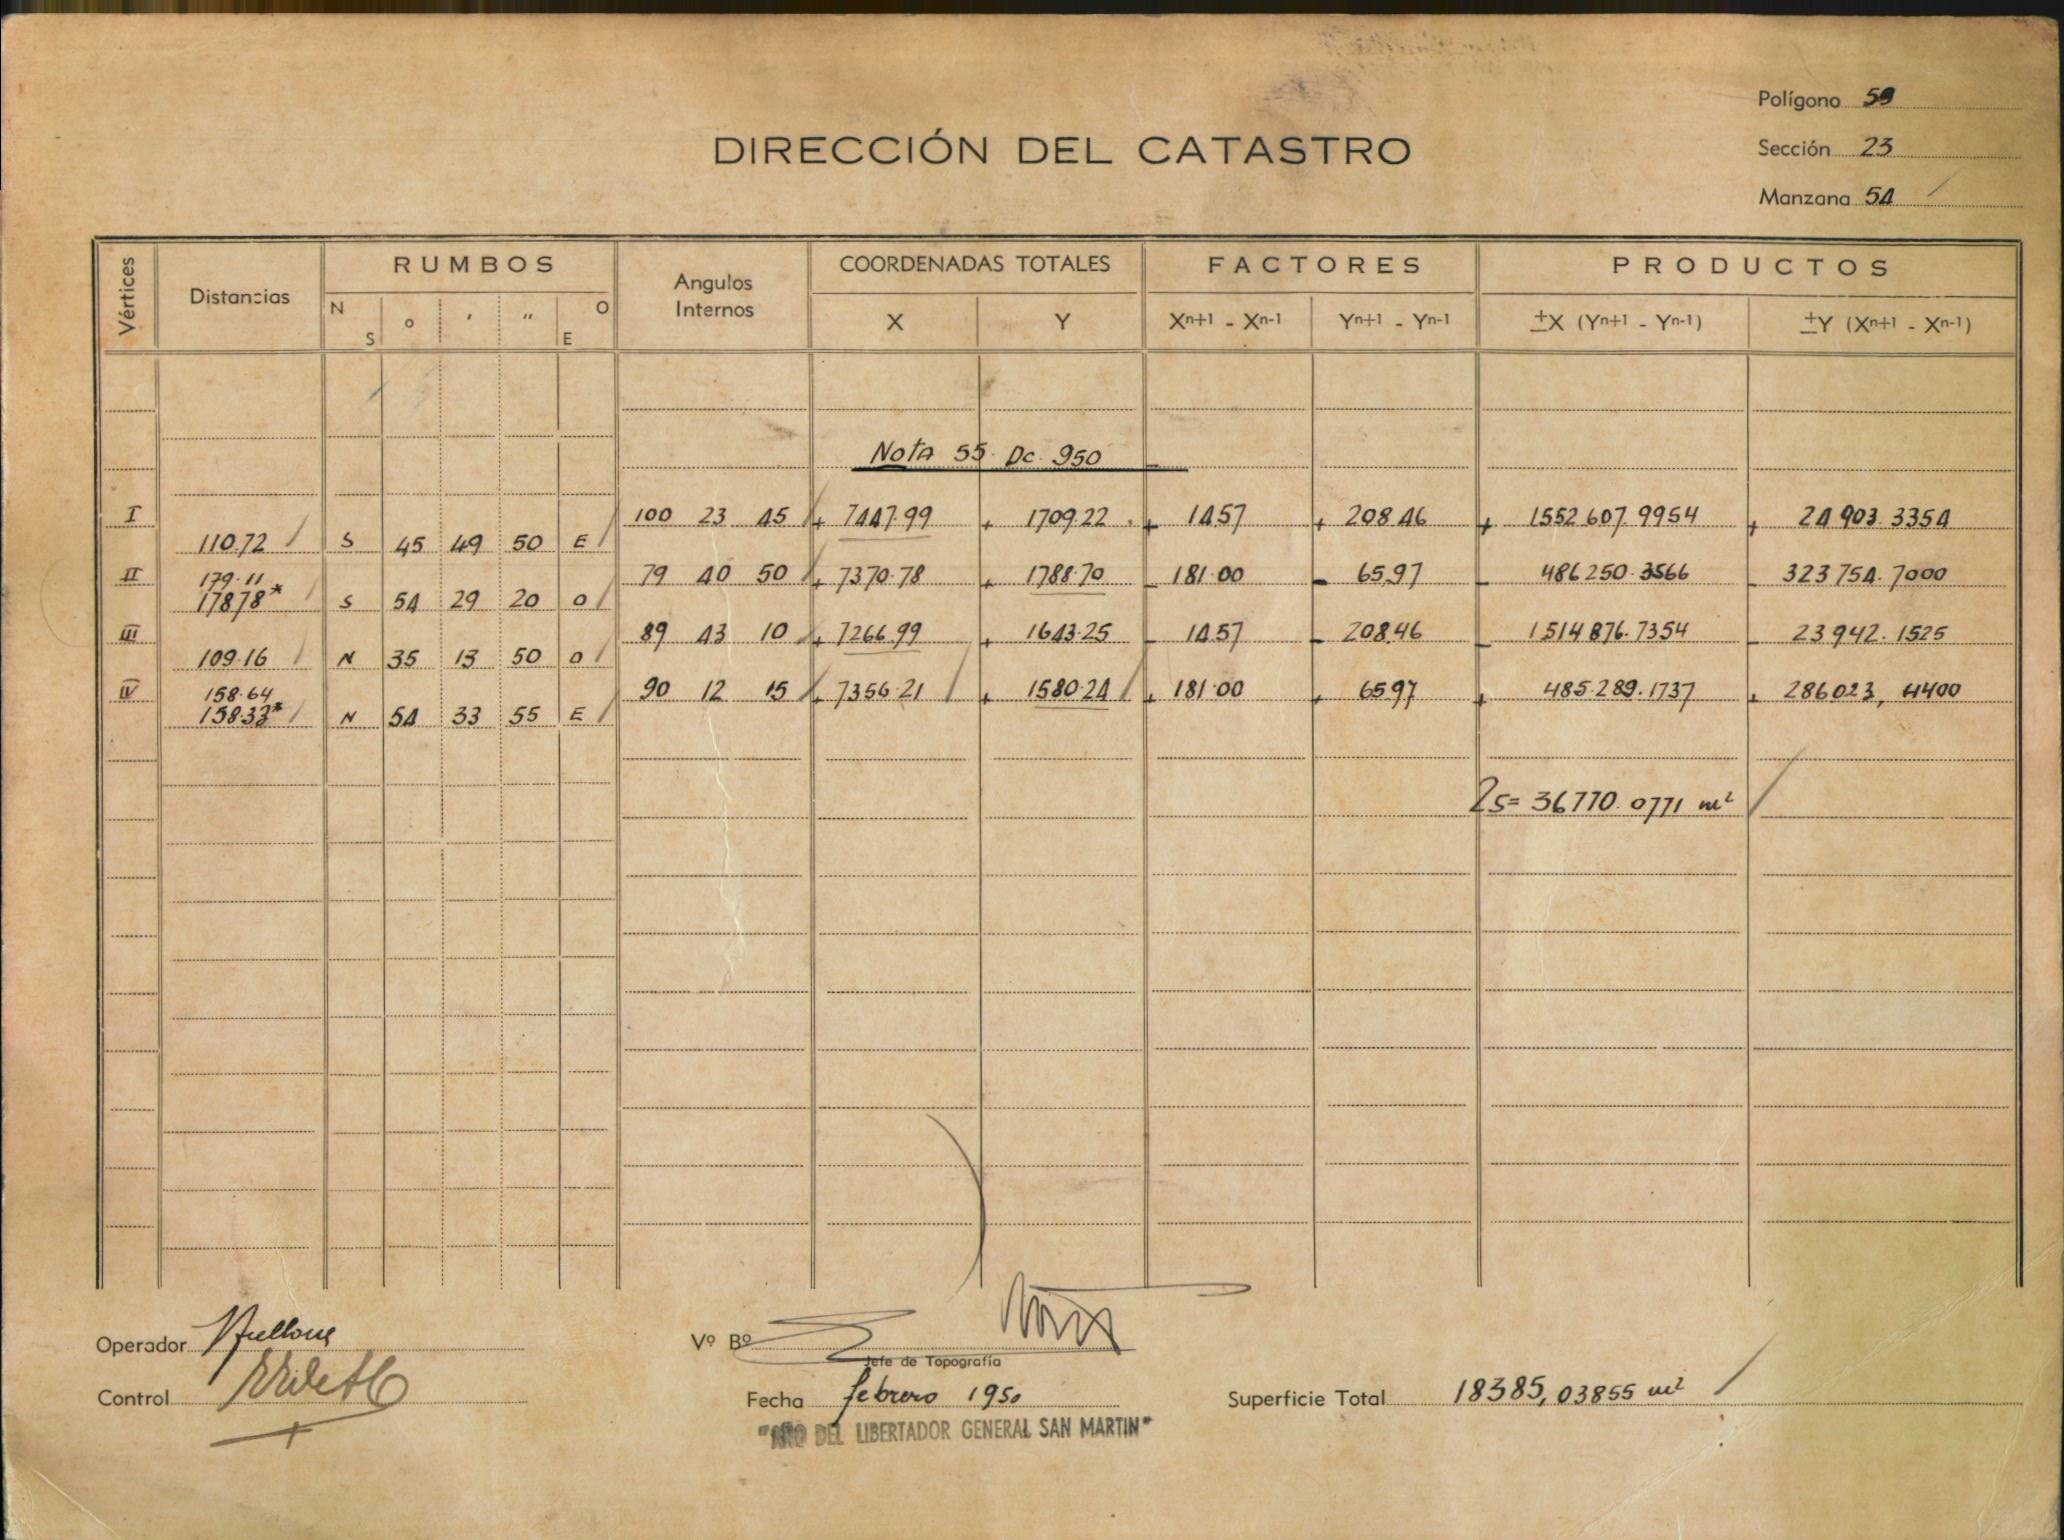 Polígono 59
DIRECCIÓN DEL CATASTRO
Sección 23
Manzana 54
Vértices Distancias RUMBOS Angulos Internos COORDENADAS TOTALES FACTORES PRODUCTOS
N S ° ' " O E X Y Xⁿ⁺¹ - Xⁿ⁻¹ Yⁿ⁺¹ - Yⁿ⁻¹ ±X (Yⁿ⁺¹ - Yⁿ⁻¹) ±Y (Xⁿ⁺¹ - Xⁿ⁻¹)
Nota 55 Dc 950
I 100 23 45 + 7447.99 + 1709.22 + 14.57 + 208.46 + 1552 607.9954 + 24 903.3354
110.72 S 45 49 50 E
II 79 40 50 + 7370.78 + 1788.70 - 181.00 - 65.97 - 486 250.3566 - 323 754.7000
179.11
178.78* S 54 29 20 O
III 89 43 10 + 7266.99 + 1643.25 - 14.57 - 208.46 - 1514 876.7354 - 23 942.1525
109.16 N 35 13 50 O
IV 90 12 15 + 7356.21 + 1580.24 + 181.00 + 65.97 + 485.289.1737 + 286023,4400
158.64
158.33* N 54 33 55 E
2S= 36770.0771 m²
Operador
Vº Bº
Jefe de Topografía
Control
Fecha febrero 1950
Superficie Total 18385,03855 m²
"AÑO DEL LIBERTADOR GENERAL SAN MARTIN"